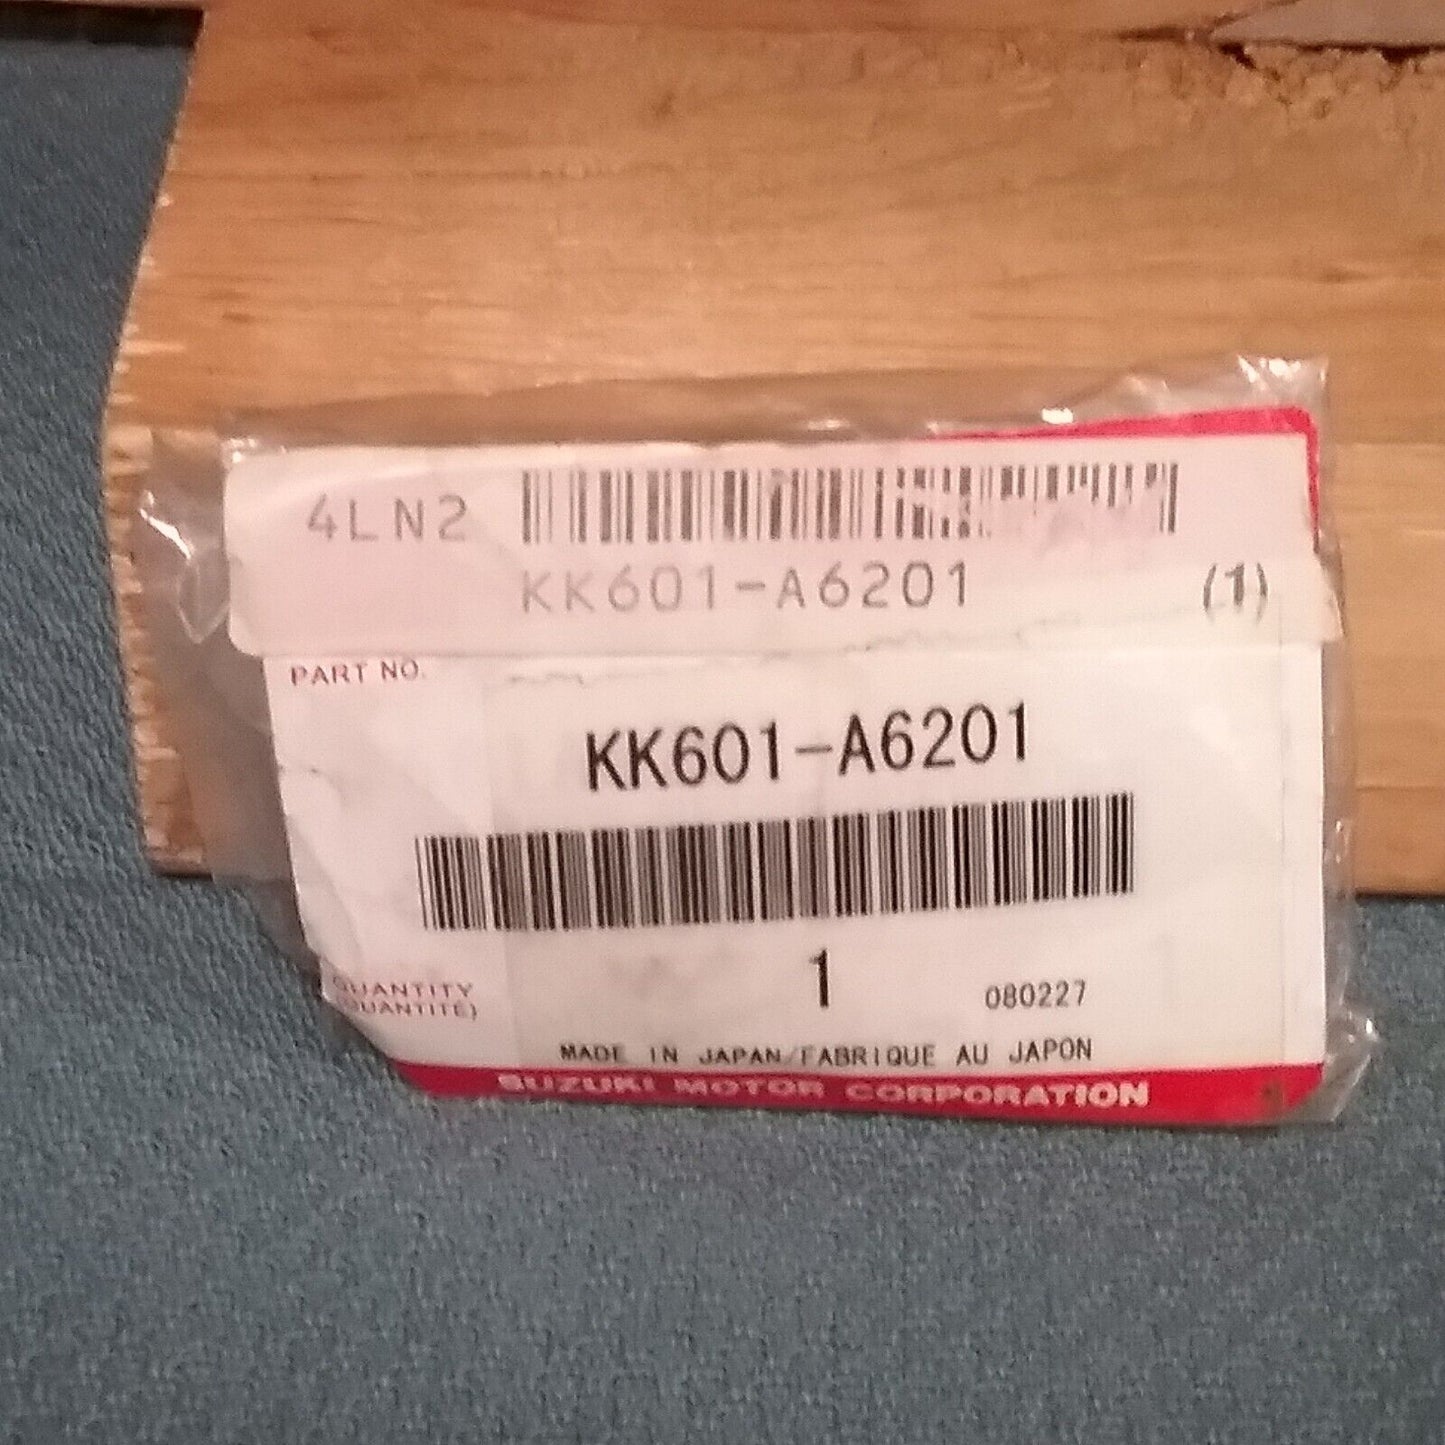 4LN2
KK601-A6201 (1)
PART NO.
KK601-A6201
QUANTITY
(QUANTITÉ)
1 080227
MADE IN JAPAN/FABRIQUE AU JAPON
SUZUKI MOTOR CORPORATION